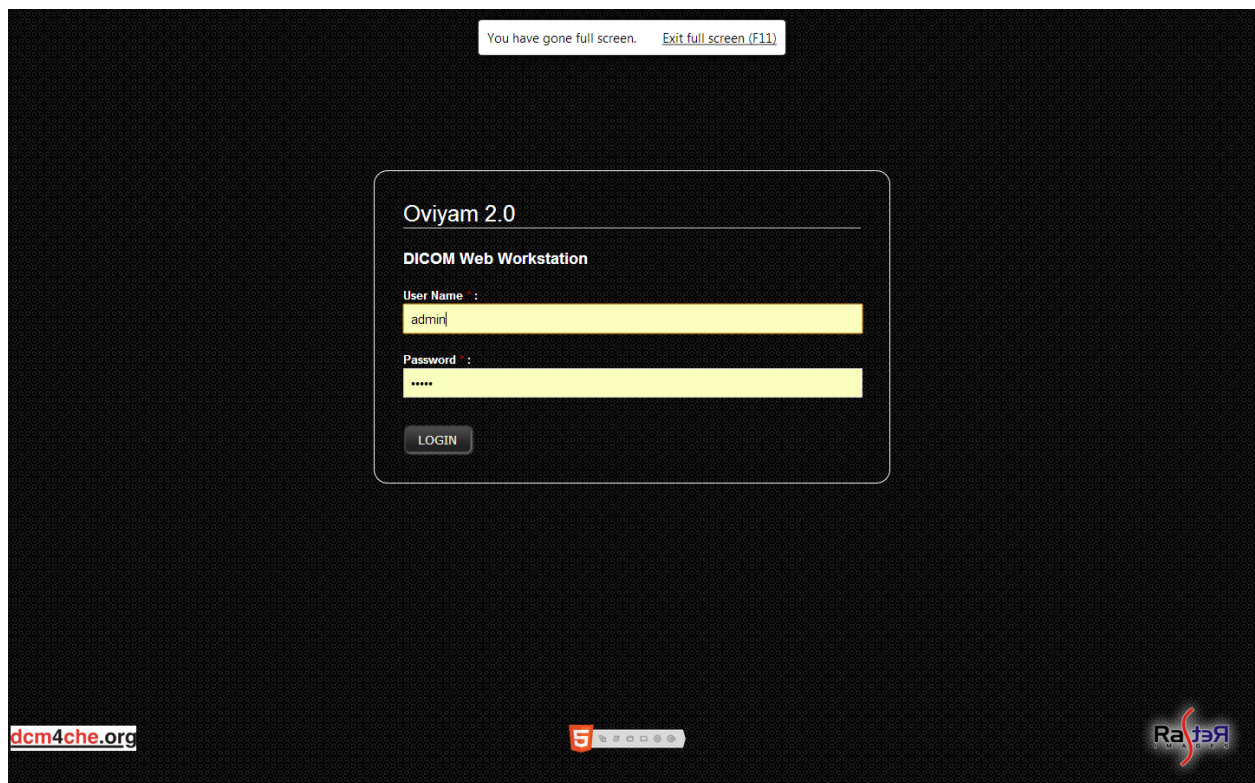 You have gone full screen. Exit full screen (F11)
Oviyam 2.0
DICOM Web Workstation
User Name * :
admin
Password * :
•••••
LOGIN
dcm4che.org
5
RasteR
IMAGES